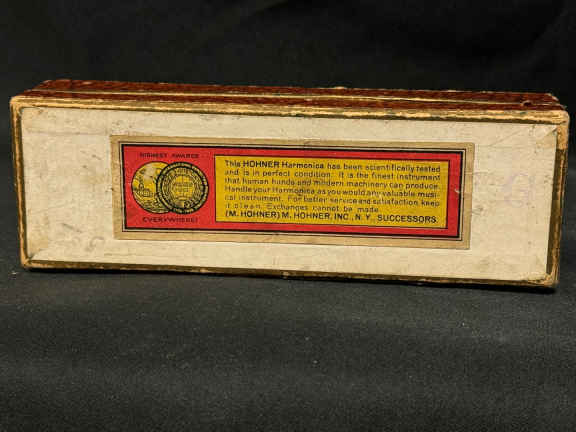 HIGHEST AWARDS
EVERYWHERE!
This HOHNER Harmonica has been scientifically tested
and is in perfect condition. It is the finest instrument
that human hands and modern machinery can produce.
Handle your Harmonica as you would any valuable musi-
cal instrument. For better service and satisfaction, keep
it clean. Exchanges cannot be made.
(M. HOHNER) M. HOHNER, INC., N. Y., SUCCESSORS.